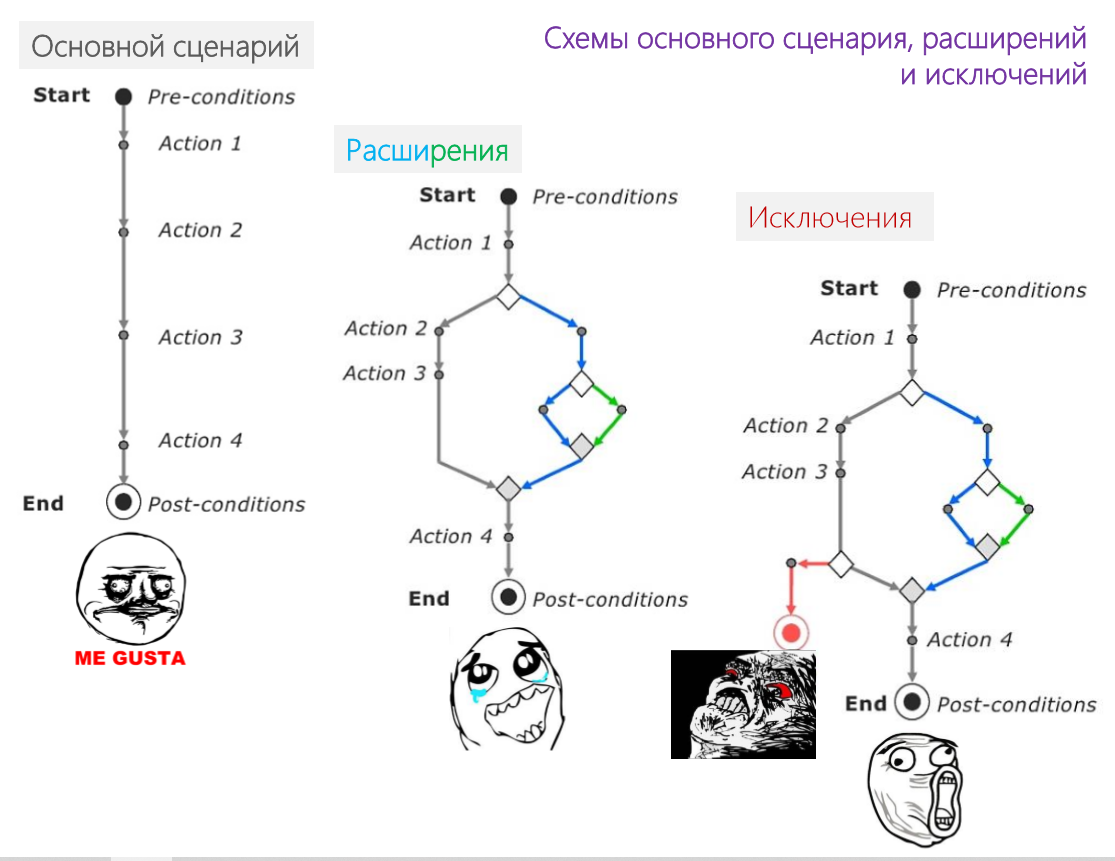 Схемы основного сценария, расширений
и исключений
Основной сценарий
Start Pre-conditions
Action 1
Action 2
Action 3
Action 4
End Post-conditions
ME GUSTA
Расширения
Start Pre-conditions
Action 1
Action 2
Action 3
Action 4
End Post-conditions
Исключения
Start Pre-conditions
Action 1
Action 2
Action 3
Action 4
End Post-conditions